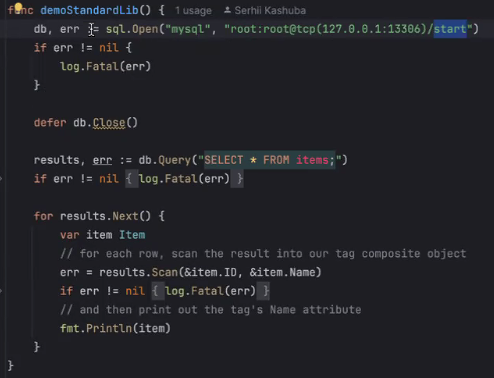 func demoStandardLib() { 1 usage Serhii Kashuba
db, err := sql.Open("mysql", "root:root@tcp(127.0.0.1:13306)/start")
if err != nil {
log.Fatal(err)
}
defer db.Close()
results, err := db.Query("SELECT * FROM items;")
if err != nil { log.Fatal(err) }
for results.Next() {
var item Item
// for each row, scan the result into our tag composite object
err = results.Scan(&item.ID, &item.Name)
if err != nil { log.Fatal(err) }
// and then print out the tag's Name attribute
fmt.Println(item)
}
}